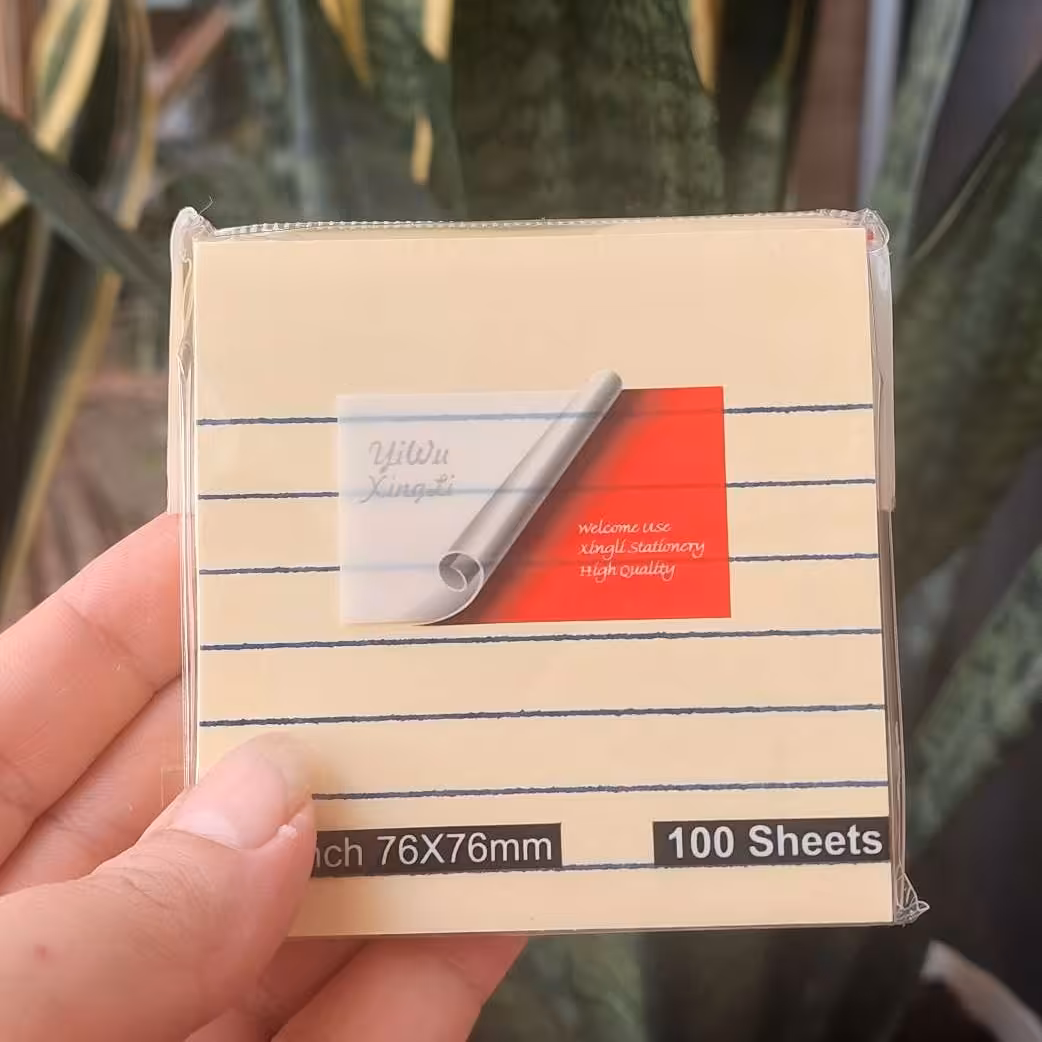 YiWu
XingLi
Welcome use
xingli Stationery
High Quality
76X76mm
100 Sheets